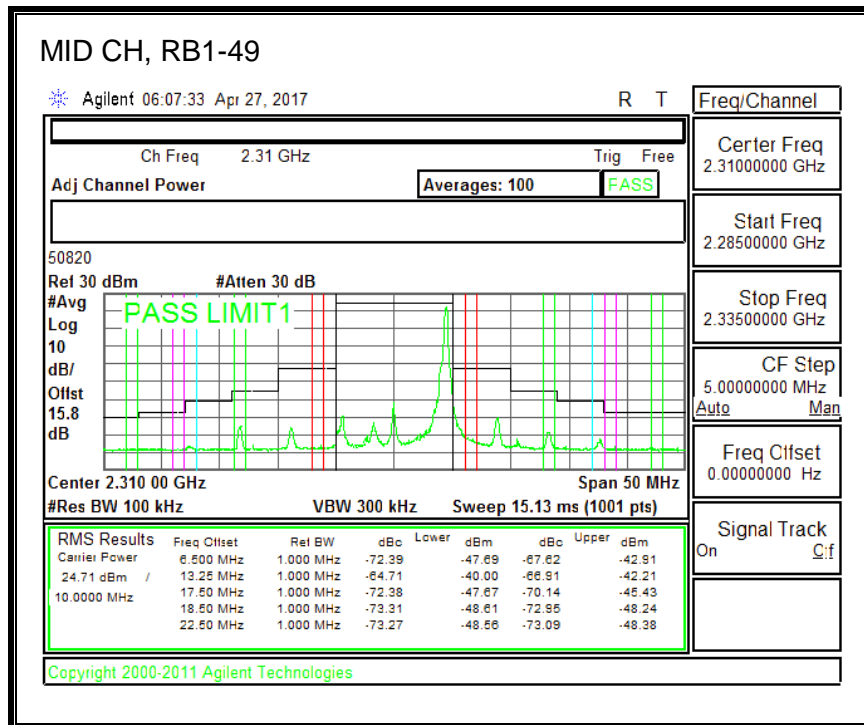 MID CH, RB1-49
Agilent 06:07:33 Apr 27, 2017 R T
Freq/Channel
Ch Freq 2.31 GHz Trig Free
Adj Channel Power Averages: 100 PASS
Center Freq
2.31000000 GHz
Start Freq
2.28500000 GHz
50820
Ref 30 dBm #Atten 30 dB
#Avg
Log
10
dB/
Offst
15.8
dB
PASS LIMIT1
Stop Freq
2.33500000 GHz
CF Step
5.00000000 MHz
Auto Man
Freq Offset
0.00000000 Hz
Center 2.310 00 GHz Span 50 MHz
#Res BW 100 kHz VBW 300 kHz Sweep 15.13 ms (1001 pts)
Signal Track
On Off
RMS Results Freq Offset Ref BW dBc Lower dBm dBc Upper dBm
Carrier Power 6.500 MHz 1.000 MHz -72.39 -47.69 -67.62 -42.91
24.71 dBm / 13.25 MHz 1.000 MHz -64.71 -40.00 -66.91 -42.21
10.0000 MHz 17.50 MHz 1.000 MHz -72.38 -47.67 -70.14 -45.43
18.50 MHz 1.000 MHz -73.31 -48.61 -72.95 -48.24
22.50 MHz 1.000 MHz -73.27 -48.56 -73.09 -48.38
Copyright 2000-2011 Agilent Technologies